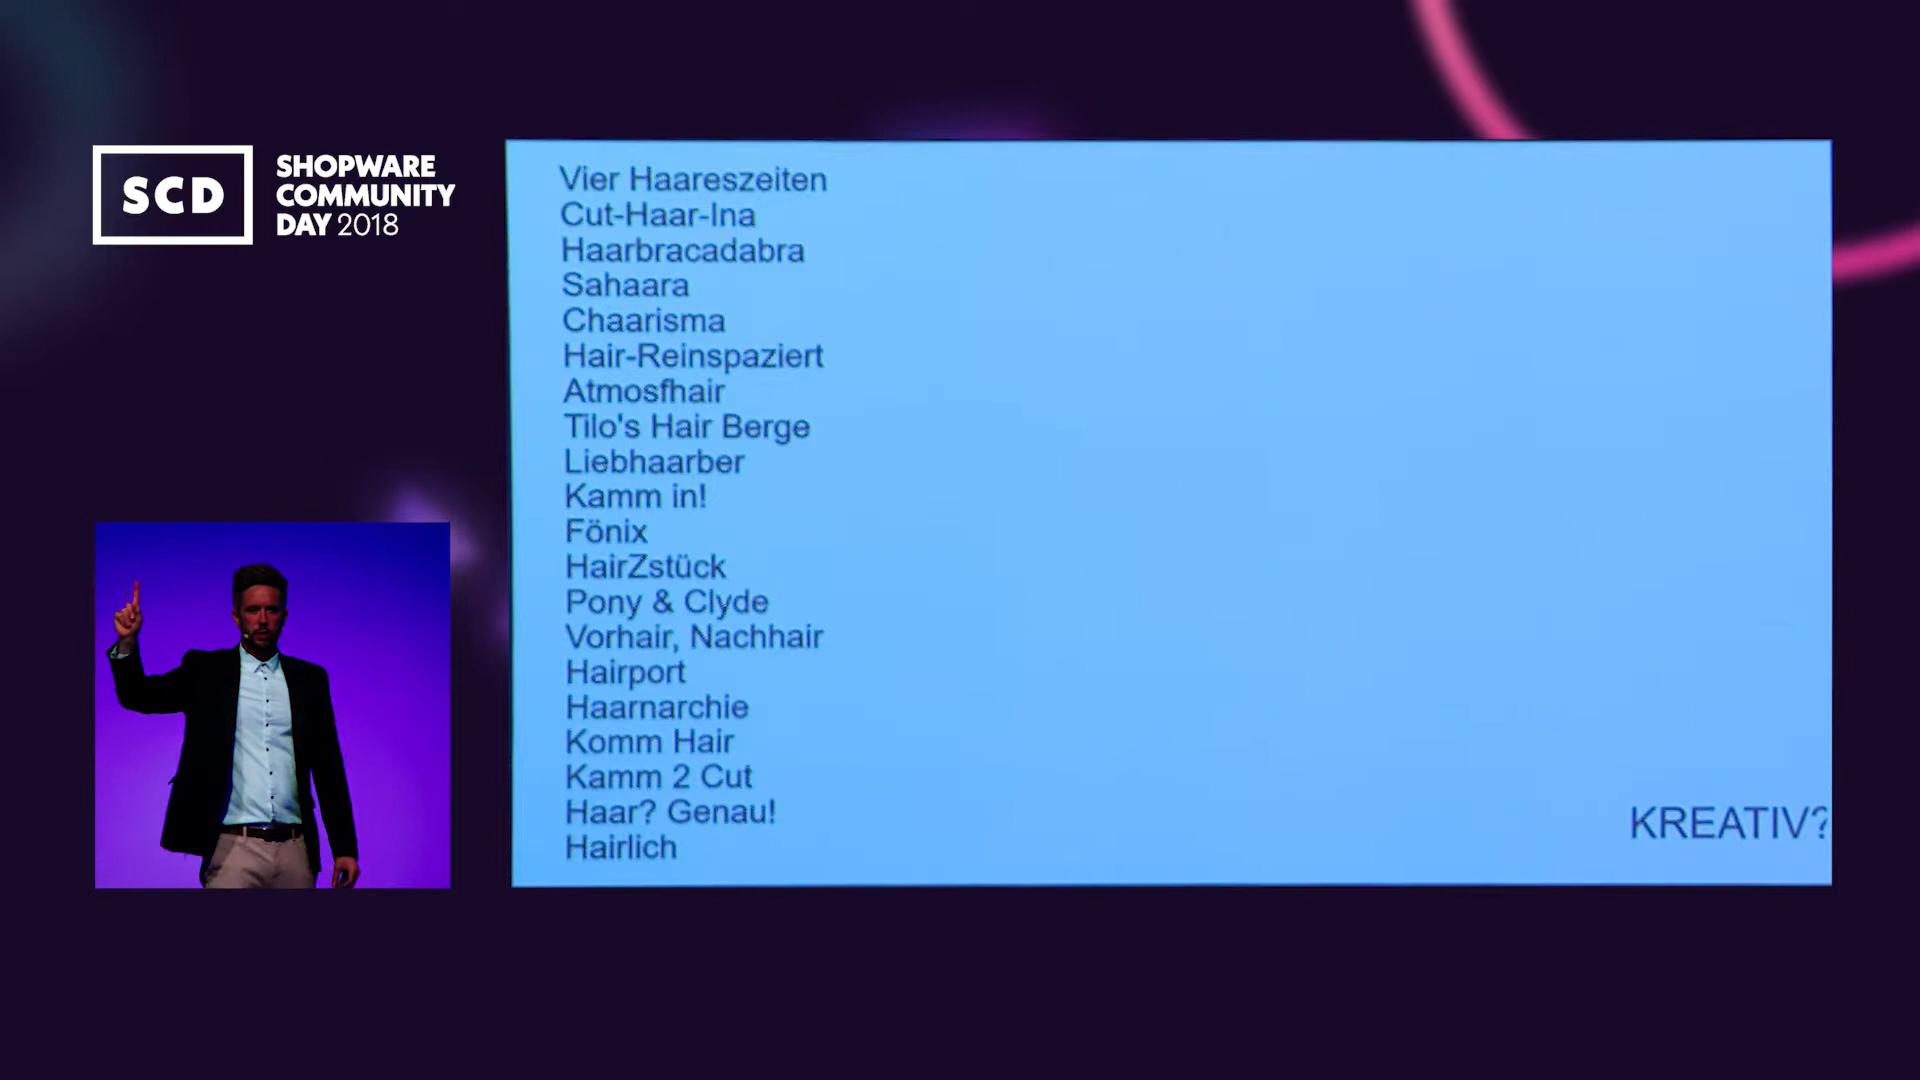 SCD
SHOPWARE
COMMUNITY
DAY 2018
Vier Haareszeiten
Cut-Haar-Ina
Haarbracadabra
Sahaara
Chaarisma
Hair-Reinspaziert
Atmosfhair
Tilo's Hair Berge
Liebhaarber
Kamm in!
Fönix
HairZstück
Pony & Clyde
Vorhair, Nachhair
Hairport
Haarnarchie
Komm Hair
Kamm 2 Cut
Haar? Genau!
Hairlich
KREATIV?